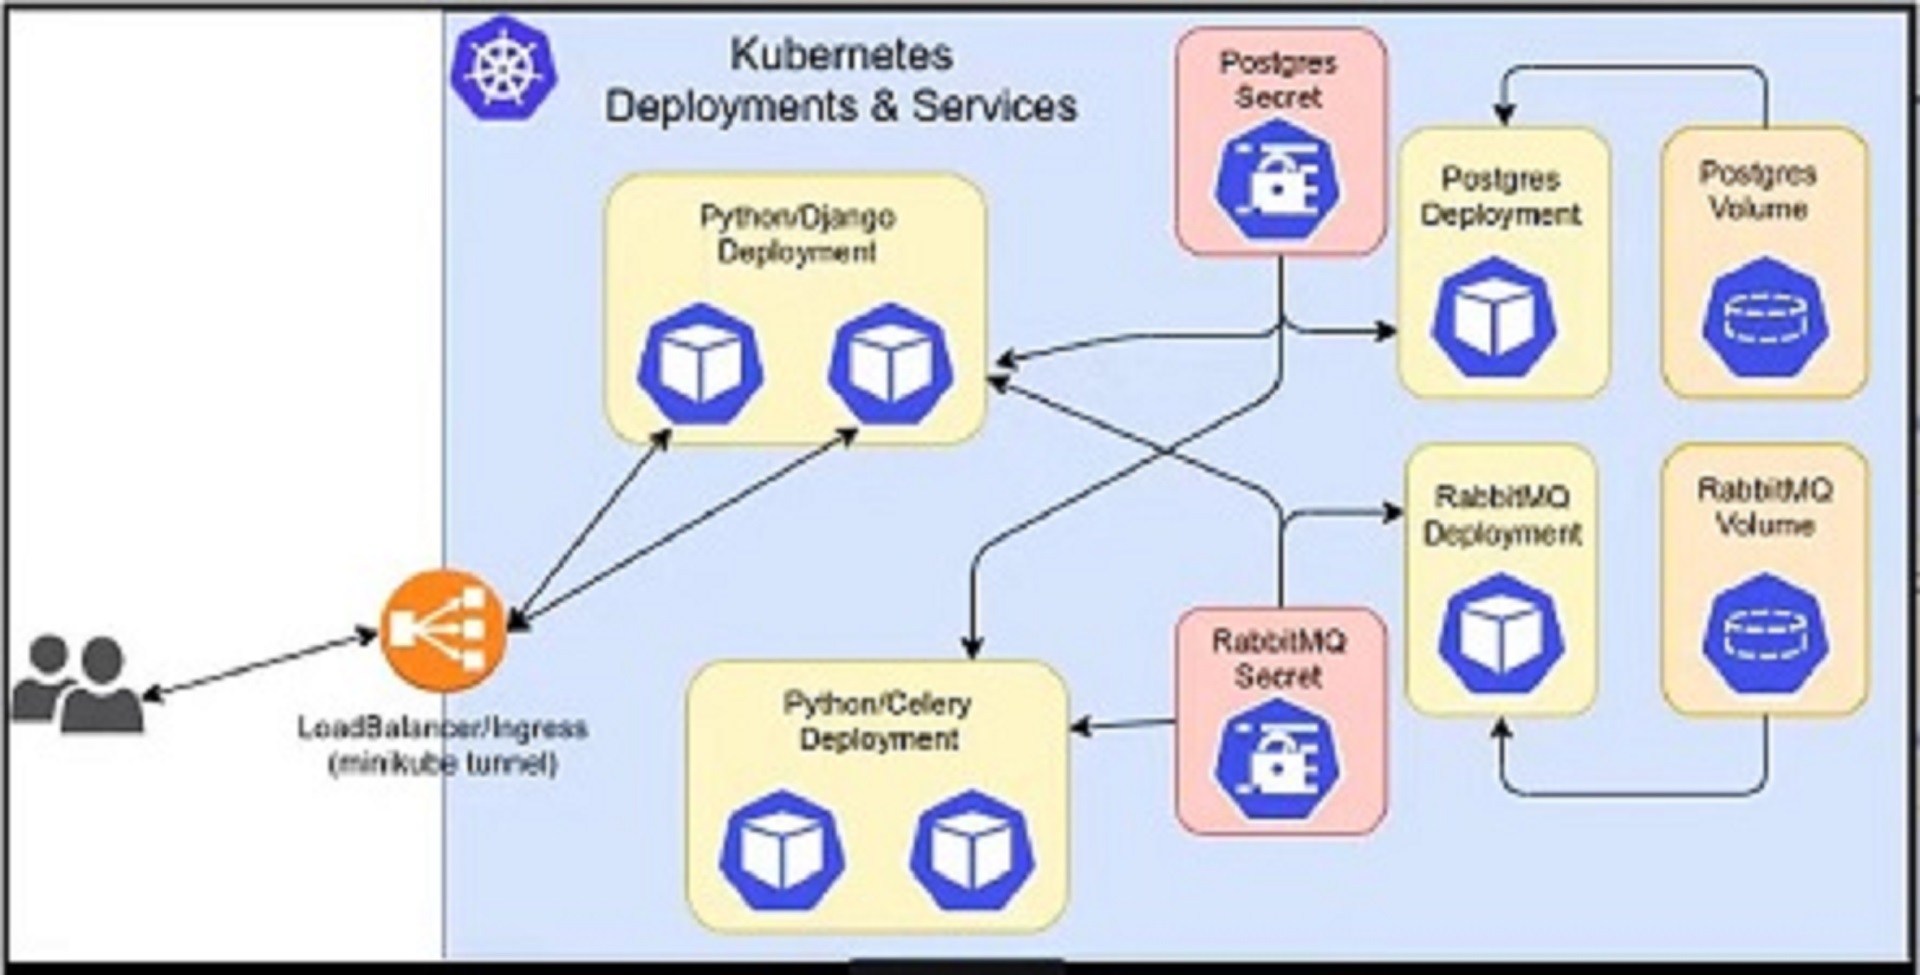 Kubernetes
Deployments & Services
Postgres
Secret
Postgres
Deployment
Postgres
Volume
Python/Django
Deployment
RabbitMQ
Deployment
RabbitMQ
Volume
RabbitMQ
Secret
Python/Celery
Deployment
LoadBalancer/Ingress
(minikube tunnel)